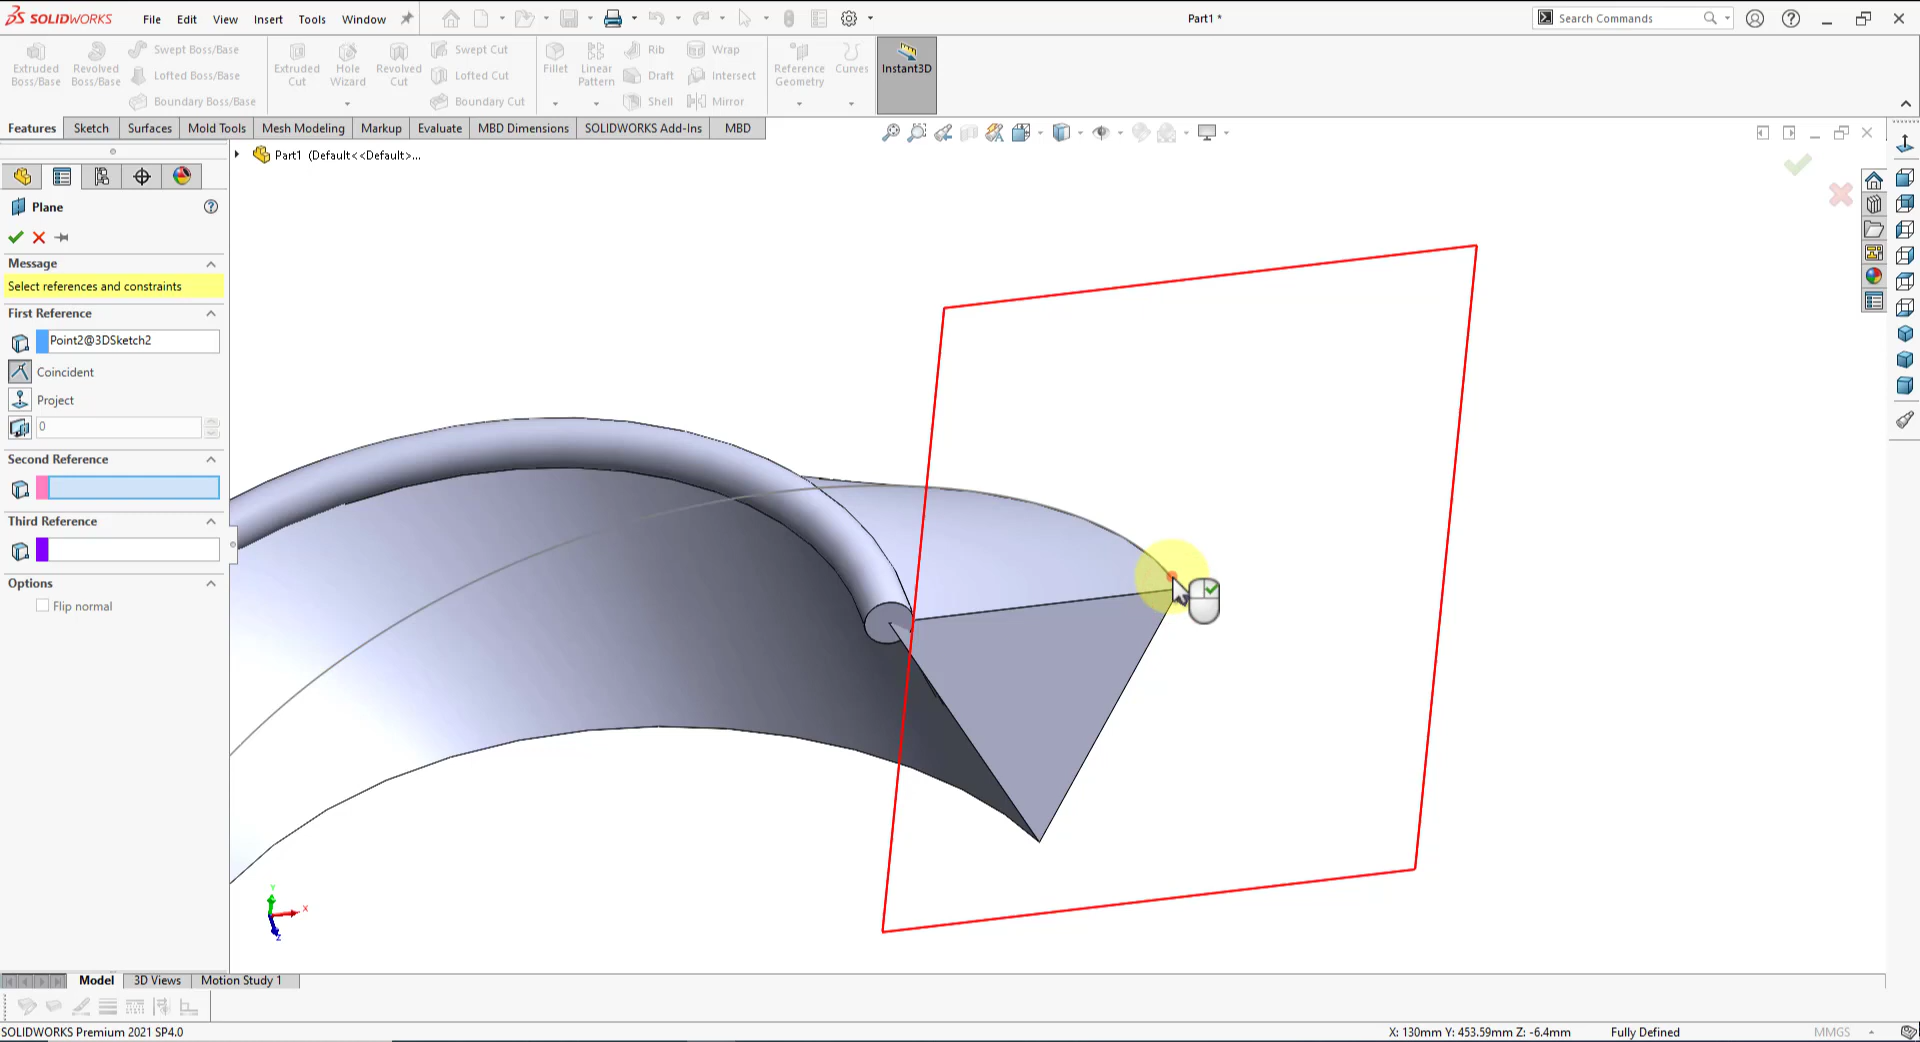 SOLIDWORKS
File Edit View Insert Tools Window
Part1 *
Search Commands
Extruded Boss/Base
Revolved Boss/Base
Swept Boss/Base
Lofted Boss/Base
Boundary Boss/Base
Extruded Cut
Hole Wizard
Revolved Cut
Swept Cut
Lofted Cut
Boundary Cut
Fillet
Linear Pattern
Rib
Draft
Shell
Wrap
Intersect
Mirror
Reference Geometry
Curves
Instant3D
Features Sketch Surfaces Mold Tools Mesh Modeling Markup Evaluate MBD Dimensions SOLIDWORKS Add-Ins MBD
Part1 (Default<<Default>...
Plane
Message
Select references and constraints
First Reference
Point2@3DSketch2
Coincident
Project
0
Second Reference
Third Reference
Options
Flip normal
Y
X
Z
Model 3D Views Motion Study 1
SOLIDWORKS Premium 2021 SP4.0
X: 130mm Y: 453.59mm Z: -6.4mm
Fully Defined
MMGS